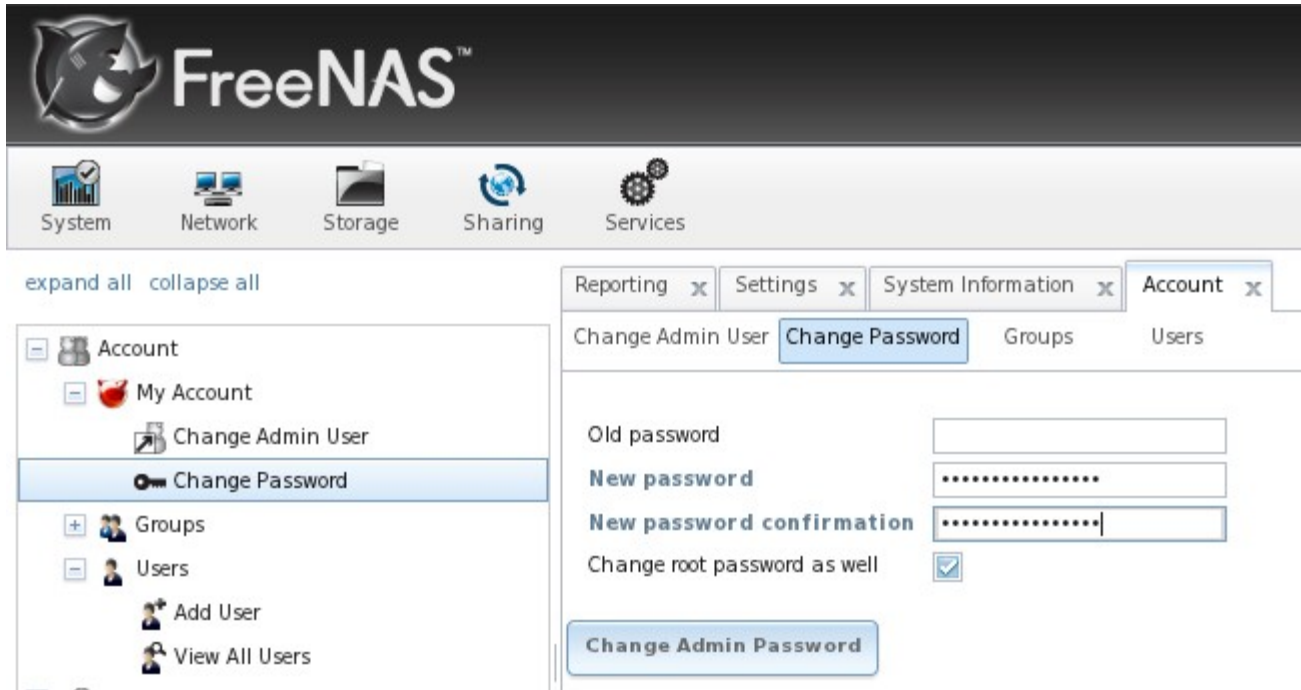 FreeNAS™
System Network Storage Sharing Services
expand all collapse all
Reporting x Settings x System Information x Account x
Change Admin User Change Password Groups Users
Account
My Account
Change Admin User
Change Password
Groups
Users
Add User
View All Users
Old password
New password ••••••••••••••••
New password confirmation ••••••••••••••••
Change root password as well
Change Admin Password